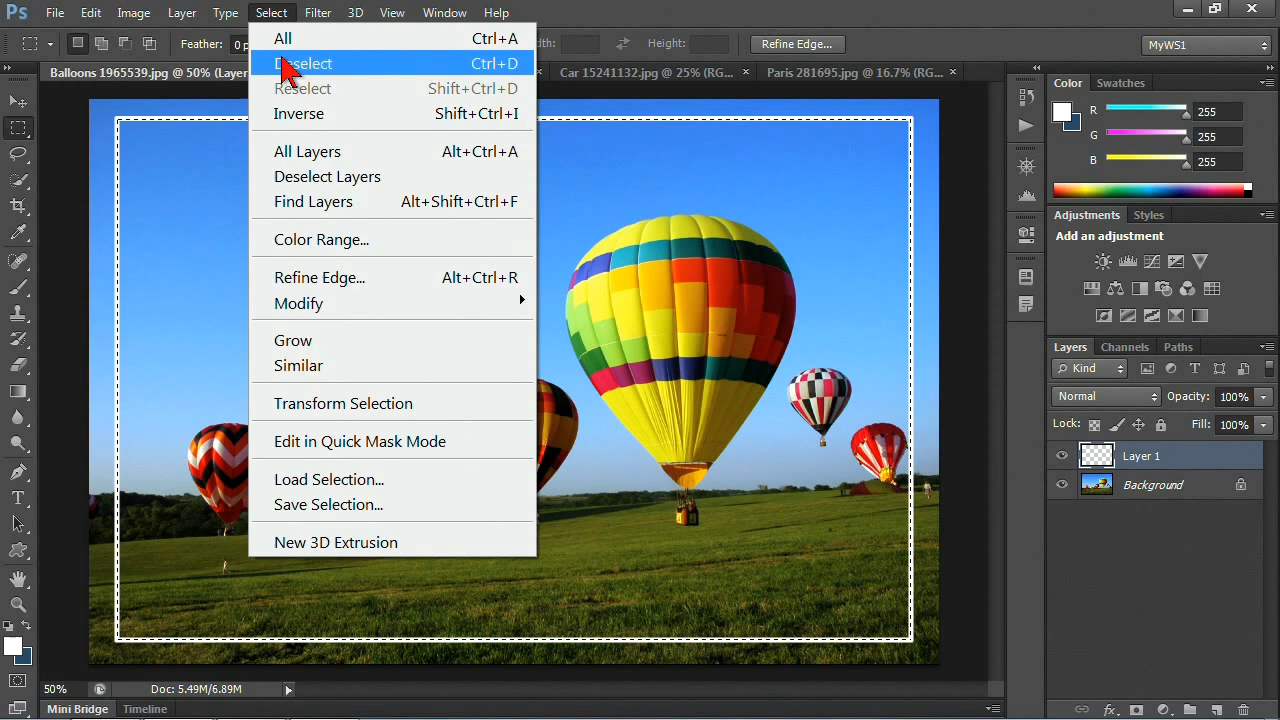 Ps File Edit Image Layer Type Select Filter 3D View Window Help
Feather: 0 p Height: Refine Edge... MyWS1
Balloons 1965539.jpg @ 50% (Layer Car 15241132.jpg @ 25% (RG... × Paris 281695.jpg @ 16.7% (RG... ×
All Ctrl+A
Deselect Ctrl+D
Reselect Shift+Ctrl+D
Inverse Shift+Ctrl+I
All Layers Alt+Ctrl+A
Deselect Layers
Find Layers Alt+Shift+Ctrl+F
Color Range...
Refine Edge... Alt+Ctrl+R
Modify
Grow
Similar
Transform Selection
Edit in Quick Mask Mode
Load Selection...
Save Selection...
New 3D Extrusion
Color Swatches
R 255
G 255
B 255
Adjustments Styles
Add an adjustment
Layers Channels Paths
Kind
Normal Opacity: 100%
Lock: Fill: 100%
Layer 1
Background
50% Doc: 5.49M/6.89M
Mini Bridge Timeline